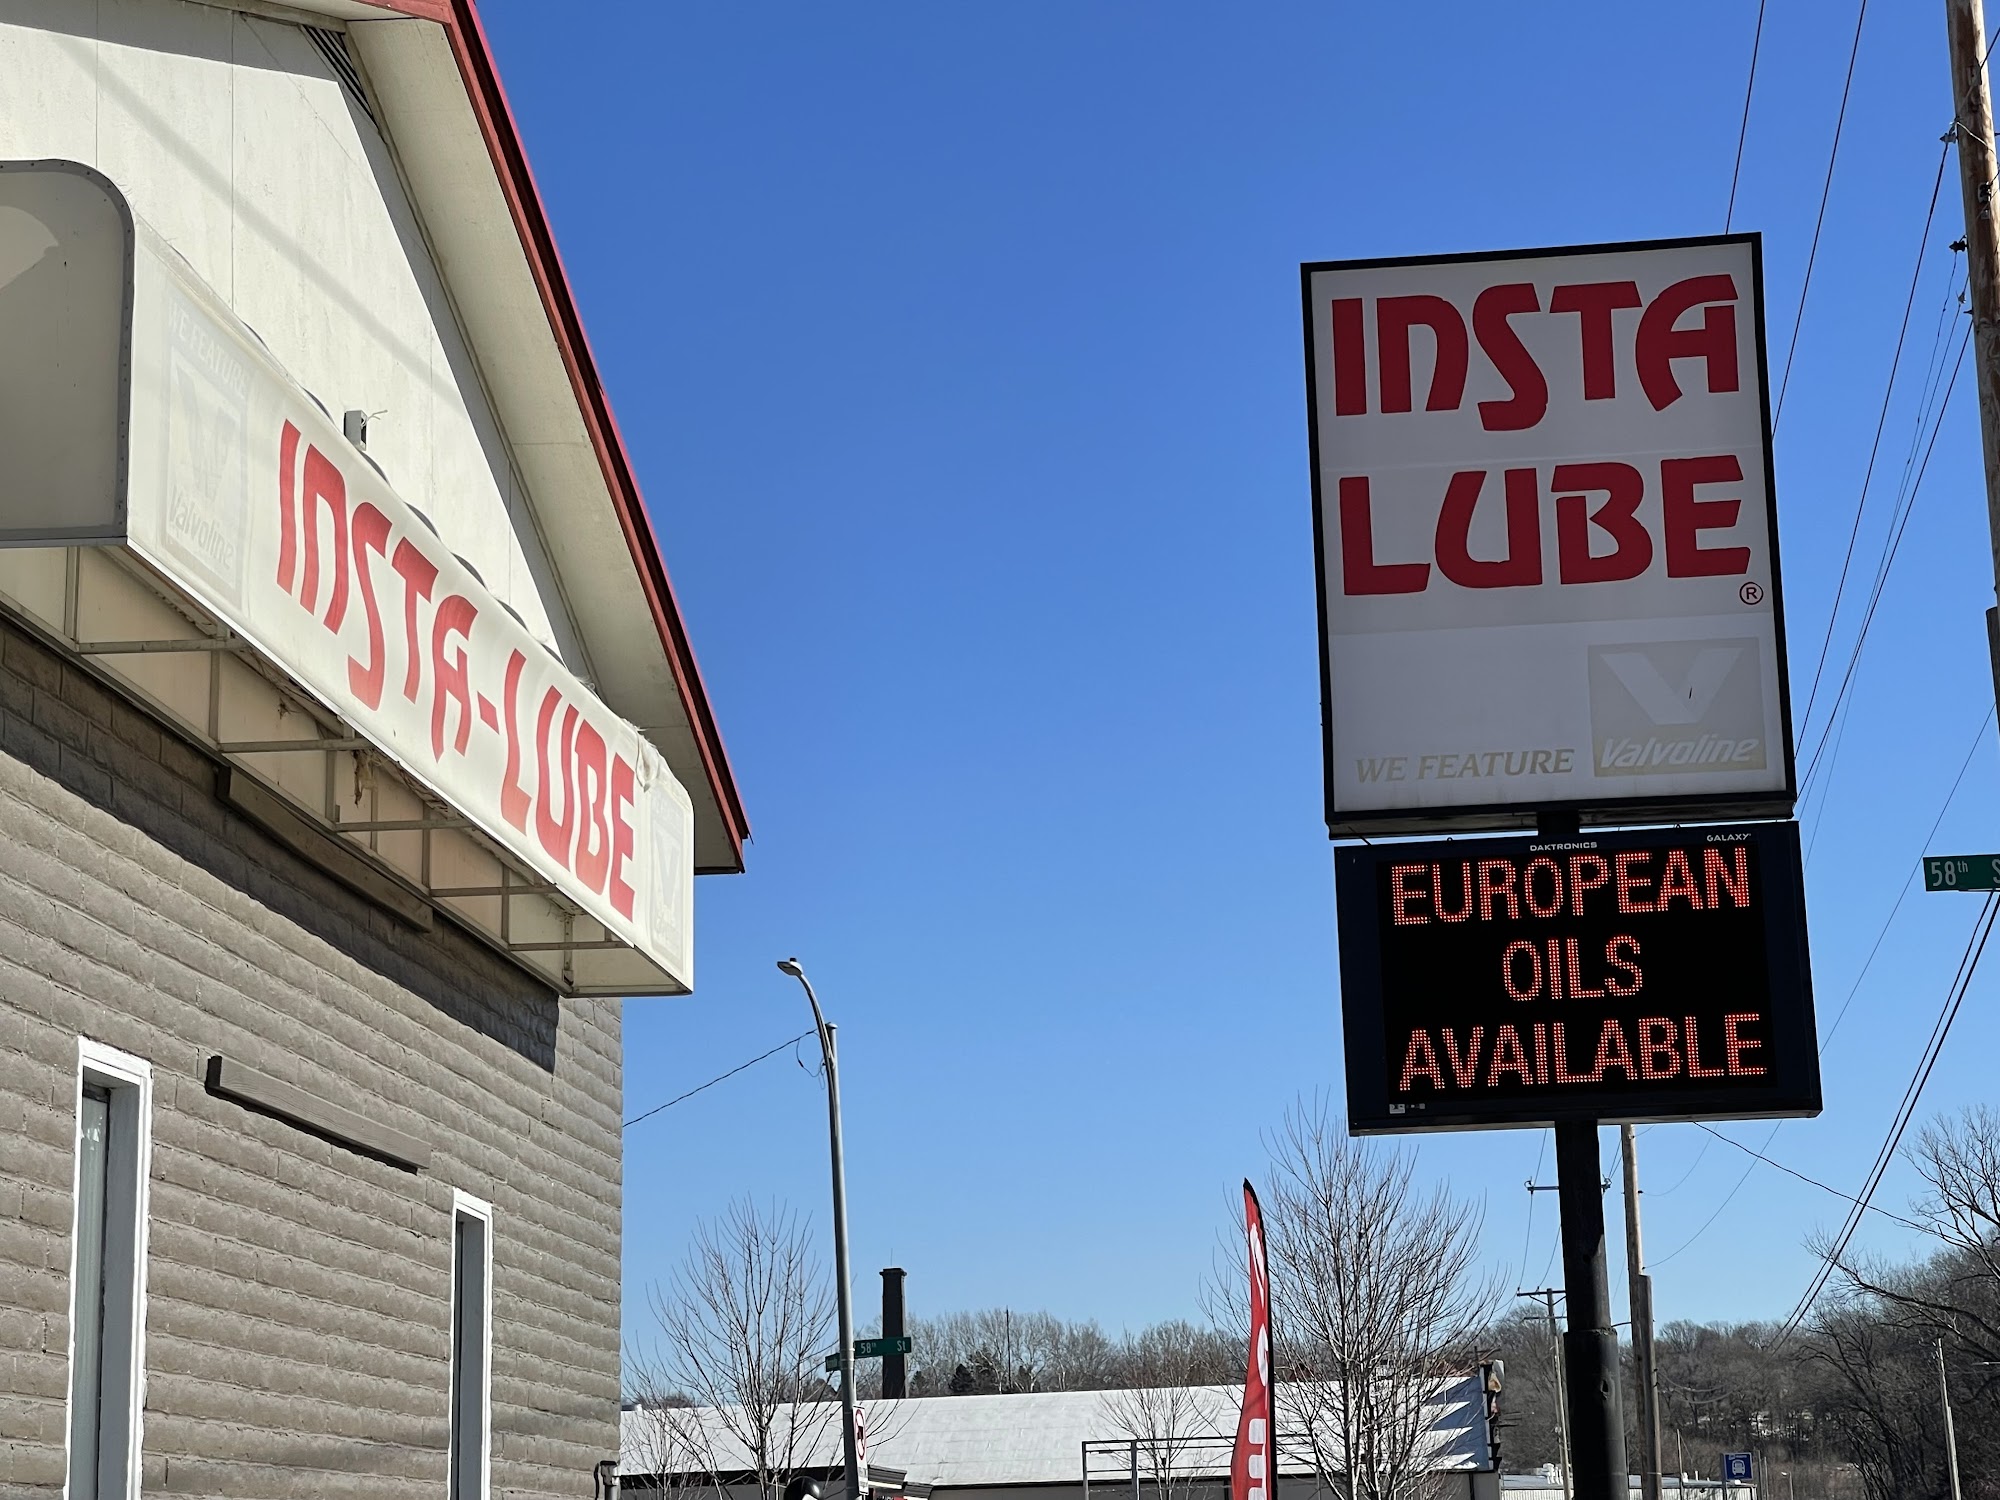 WE FEATURE
Valvoline
INSTA-LUBE
INSTA
LUBE
®
WE FEATURE
Valvoline
DAKTRONICS
GALAXY
EUROPEAN
OILS
AVAILABLE
58th
58th St